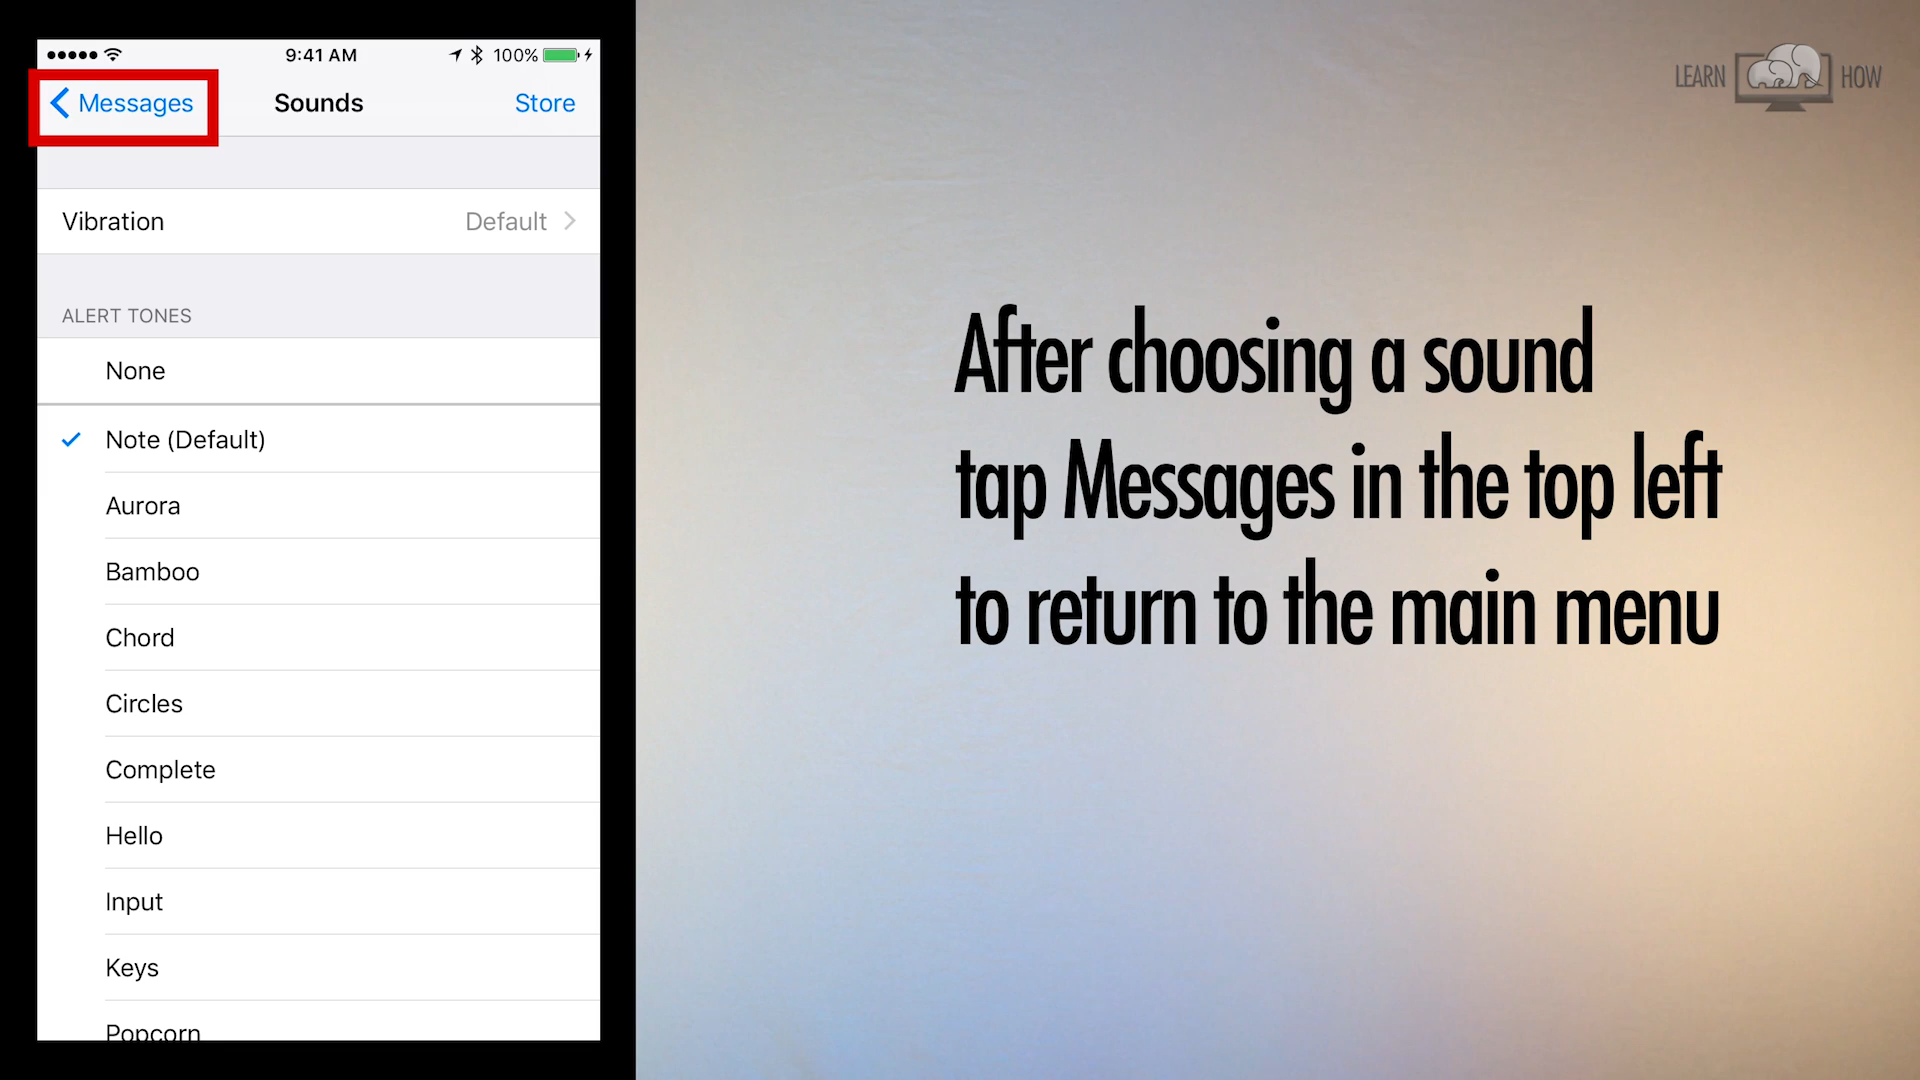 9:41 AM
100%
Messages
Sounds
Store
Vibration
Default
ALERT TONES
None
Note (Default)
Aurora
Bamboo
Chord
Circles
Complete
Hello
Input
Keys
Popcorn
LEARN HOW
After choosing a sound
tap Messages in the top left
to return to the main menu